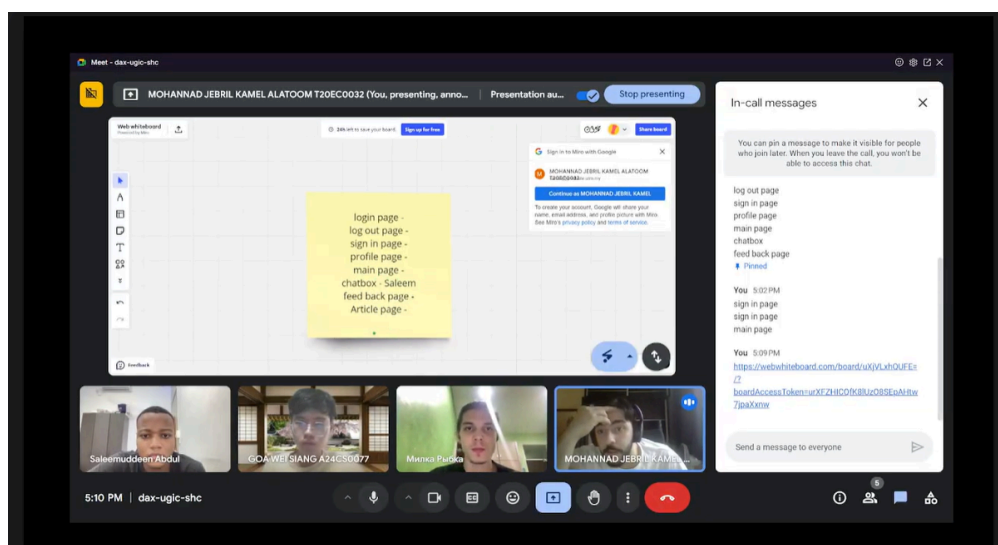 Meet - dax-ugic-shc
MOHANNAD JEBRIL KAMEL ALATOOM T20EC0032 (You, presenting, anno...
Presentation au...
Stop presenting
Web whiteboard
Powered by Miro
24h left to save your board.
Sign up for free
Share board
Sign in to Miro with Google
MOHANNAD JEBRIL KAMEL ALATOOM
Continue as MOHANNAD JEBRIL KAMEL
To create your account, Google will share your
name, email address, and profile picture with Miro.
See Miro's privacy policy and terms of service.
login page -
log out page -
sign in page -
profile page -
main page -
chatbox - Saleem
feed back page -
Article page -
Feedback
Saleemuddeen Abdul
GOA WEI SIANG A24CS0077
Милка Рыбка
MOHANNAD JEBRIL KAMEL ...
5:10 PM | dax-ugic-shc
In-call messages
You can pin a message to make it visible for people
who join later. When you leave the call, you won't be
able to access this chat.
log out page
sign in page
profile page
main page
chatbox
feed back page
Pinned
You 5:02 PM
sign in page
sign in page
main page
You 5:09 PM
https://webwhiteboard.com/board/uXjVLxhQUFE=
/?
Send a message to everyone
5